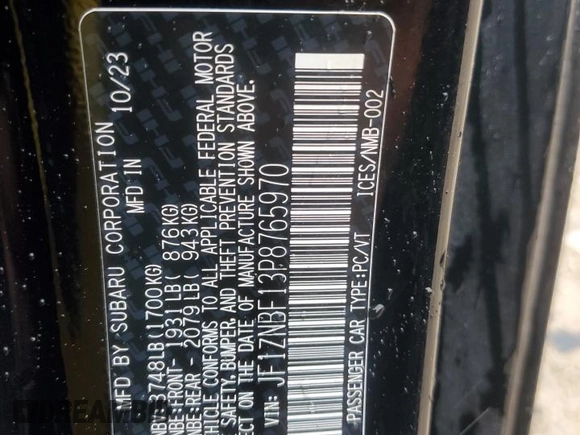 MFD BY SUBARU CORPORATION 10/23
MFD IN
7748LB(1700KG)
FRONT- 1931LB( 876KG)
REAR - 2079LB( 943KG)
VEHICLE CONFORMS TO ALL APPLICABLE FEDERAL MOTOR
SAFETY, BUMPER AND THEFT PREVENTION STANDARDS
ECT ON THE DATE OF MANUFACTURE SHOWN ABOVE.
VIN: JF1ZNBF13P8765970
PASSENGER CAR TYPE:PC/VT ICES/NMB-002